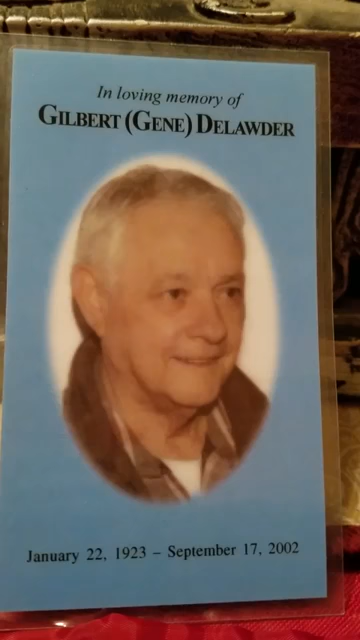 In loving memory of
GILBERT (GENE) DELAWDER
January 22, 1923 – September 17, 2002